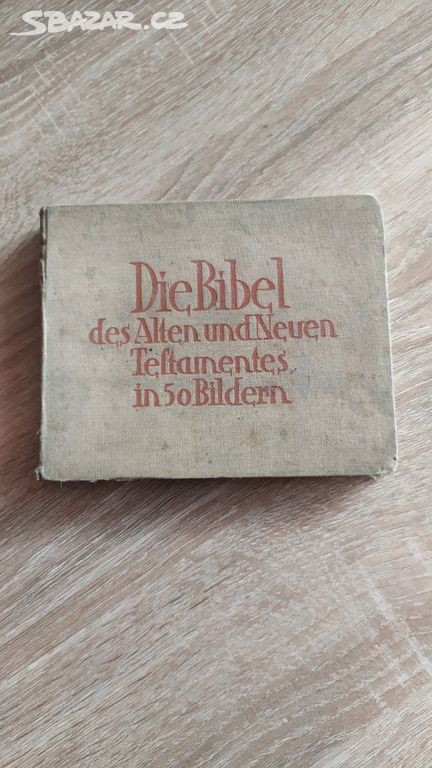 SBAZAR.CZ
Die Bibel
des Alten und Neuen
Testamentes
in 50 Bildern